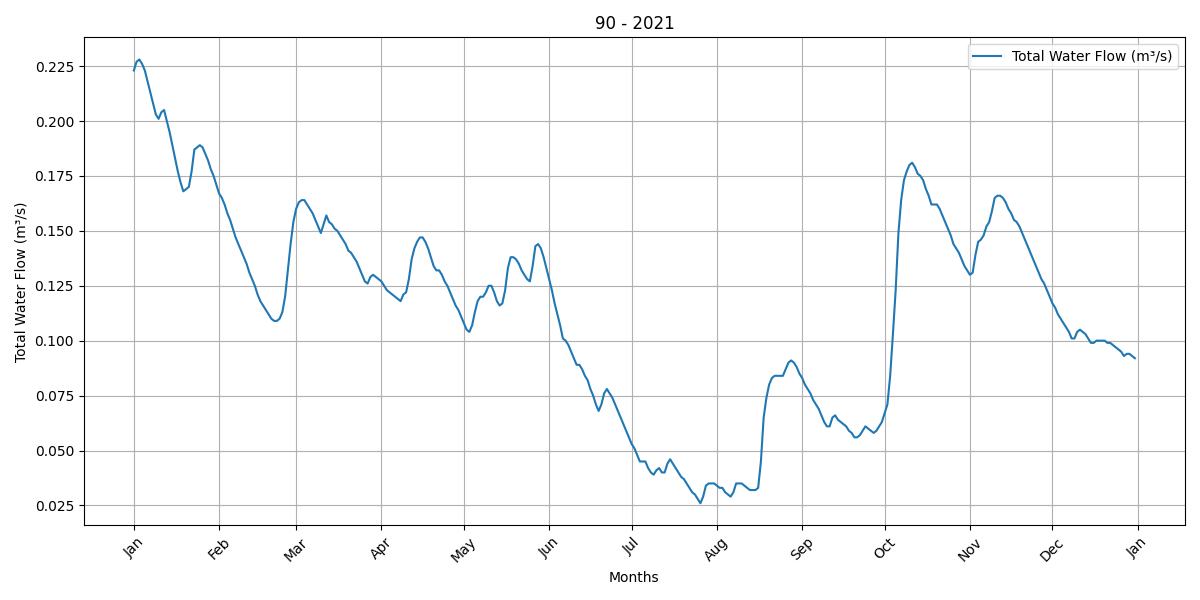 90 - 2021
Total Water Flow (m³/s)
Total Water Flow (m³/s)
0.225
0.200
0.175
0.150
0.125
0.100
0.075
0.050
0.025
Jan
Feb
Mar
Apr
May
Jun
Jul
Aug
Sep
Oct
Nov
Dec
Jan
Months